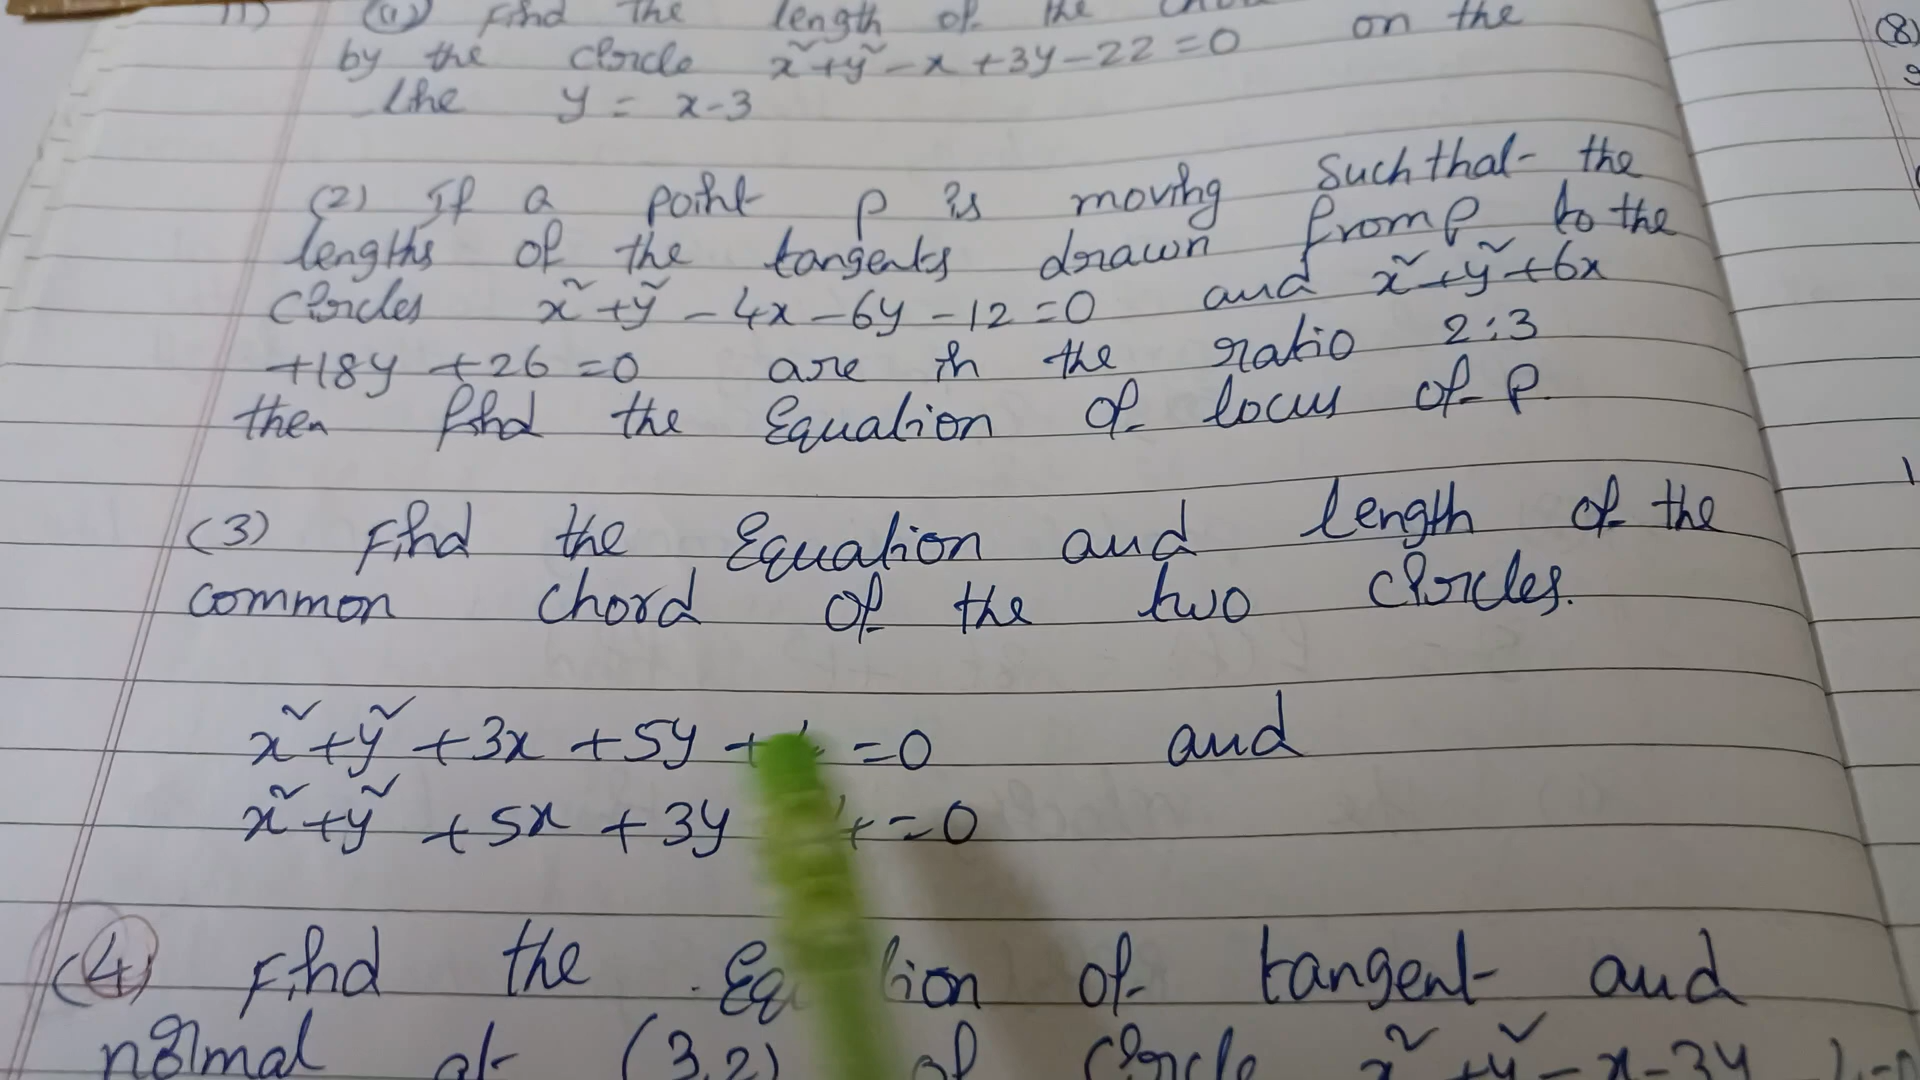 (a) Find the length of the
by the circle x²+y²-x+3y-22=0 on the
line y = x-3
(2) If a point P is moving such that the
lengths of the tangents drawn from P to the
circles x²+y²-4x-6y-12=0 and x²+y²+6x
+18y+26=0 are in the ratio 2:3
then find the Equation of locus of P.
(3) Find the Equation and length of the
common chord of the two circles.
x²+y²+3x+5y+ =0 and
x²+y²+5x+3y =0
(4) Find the of tangent and
normal at (3,2) of circle x²+y²-x-3y
(8)